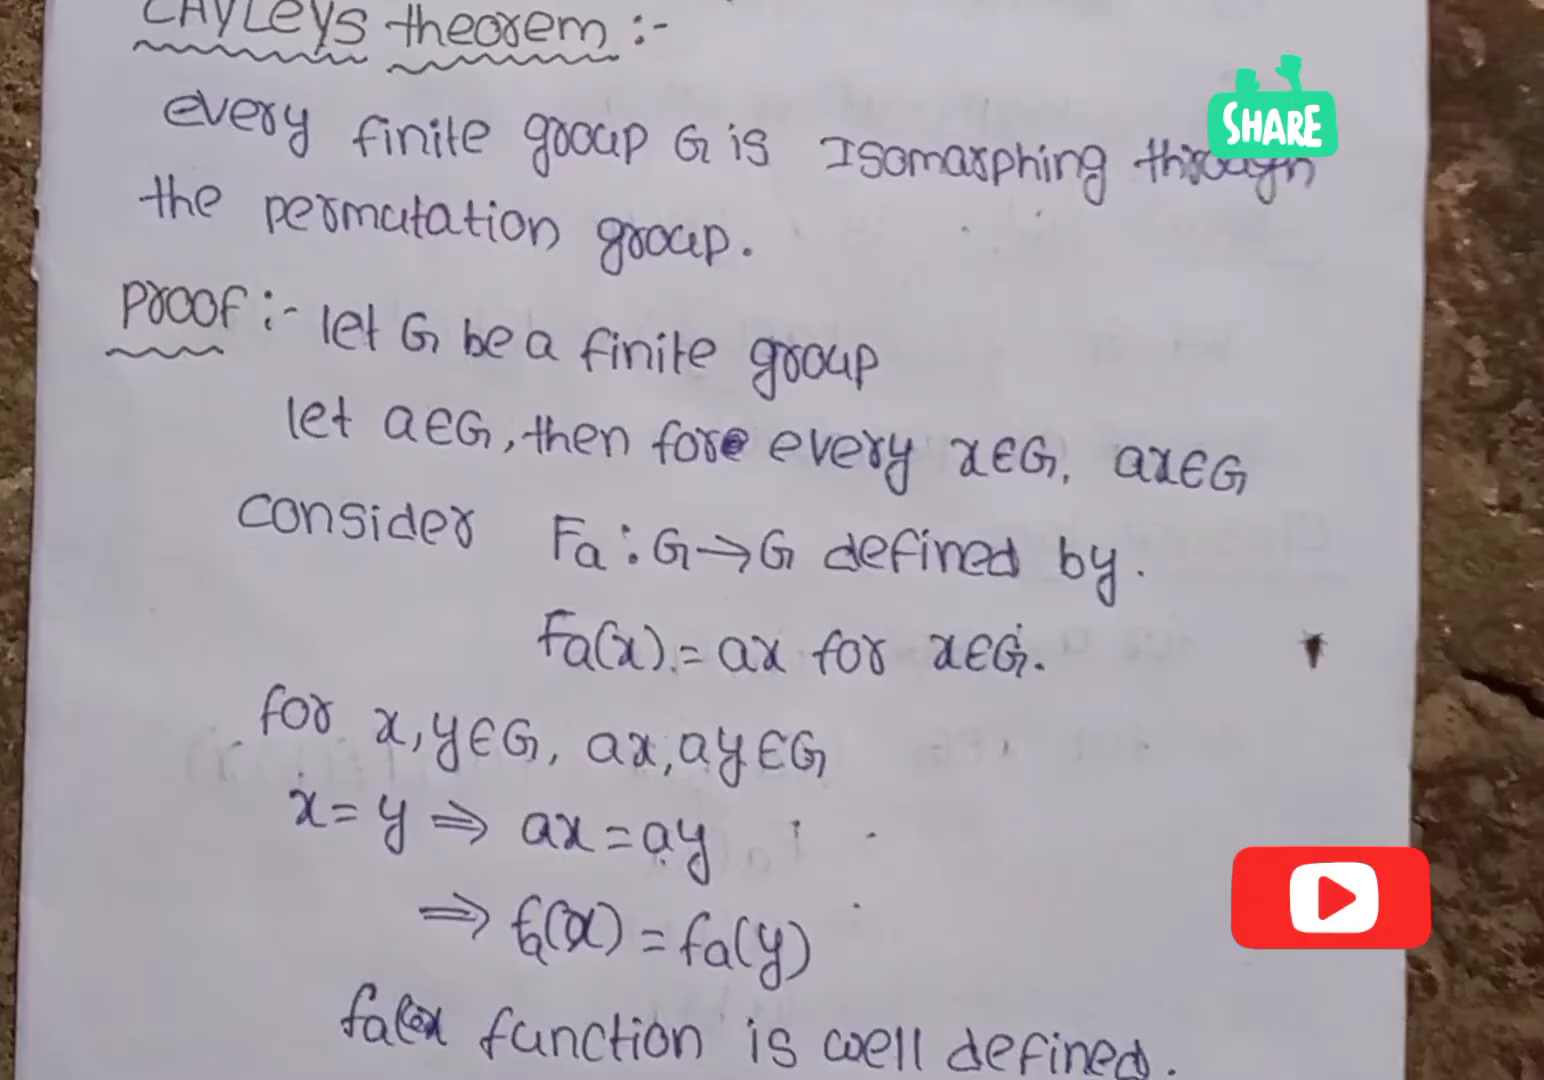 CAYLEYS theorem :-
every finite group G is Isomarphing through
the permutation group.
SHARE
Proof :- let G be a finite group
let a∈G, then fore every x∈G, ax∈G
consider Fa : G→G defined by.
Fa(x) = ax for x∈G.
for x, y∈G, ax, ay∈G
x = y ⇒ ax = ay
⇒ fa(x) = fa(y)
function is well defined.